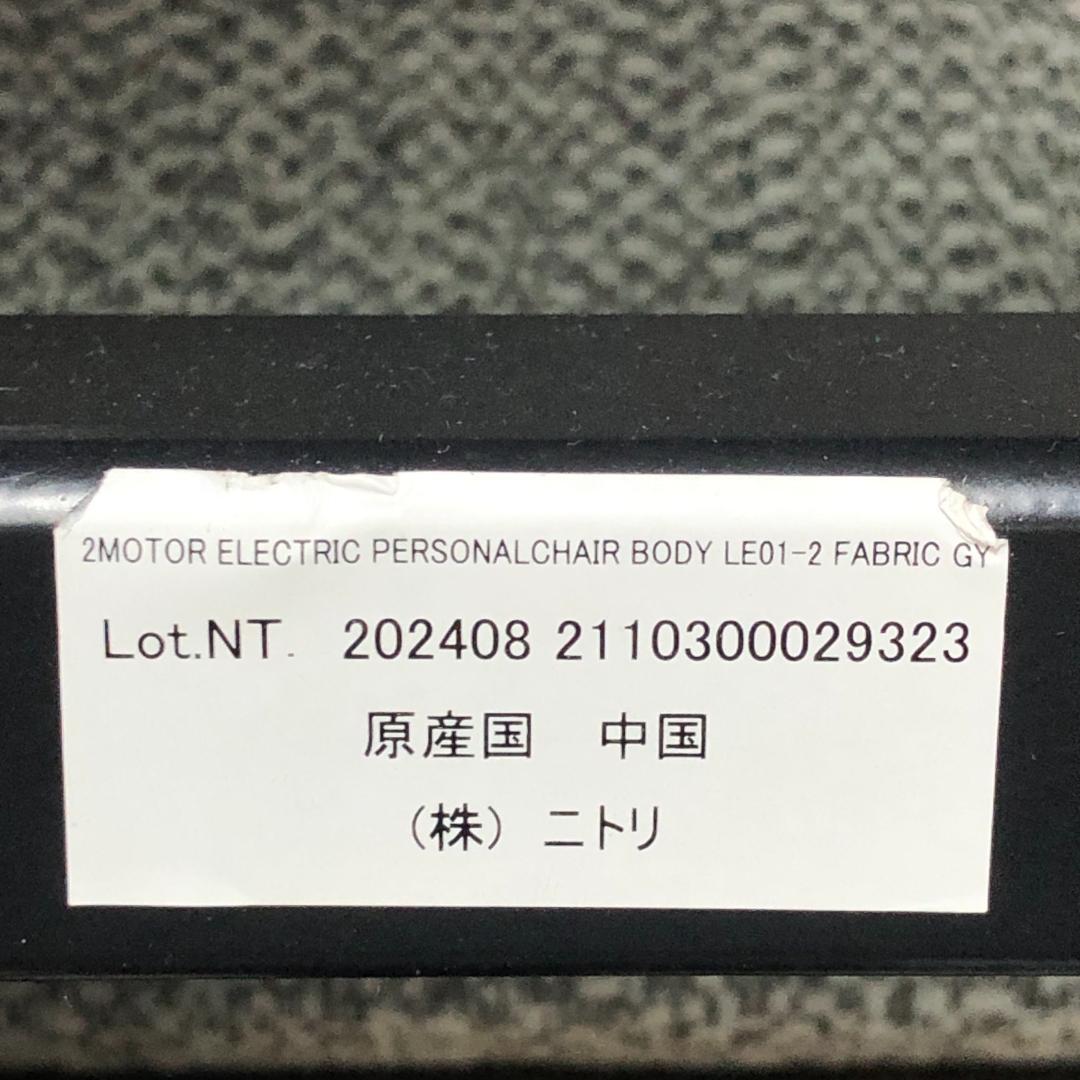 2MOTOR ELECTRIC PERSONALCHAIR BODY LE01-2 FABRIC GY
Lot.NT. 202408 2110300029323
原産国　中国
（株） ニトリ